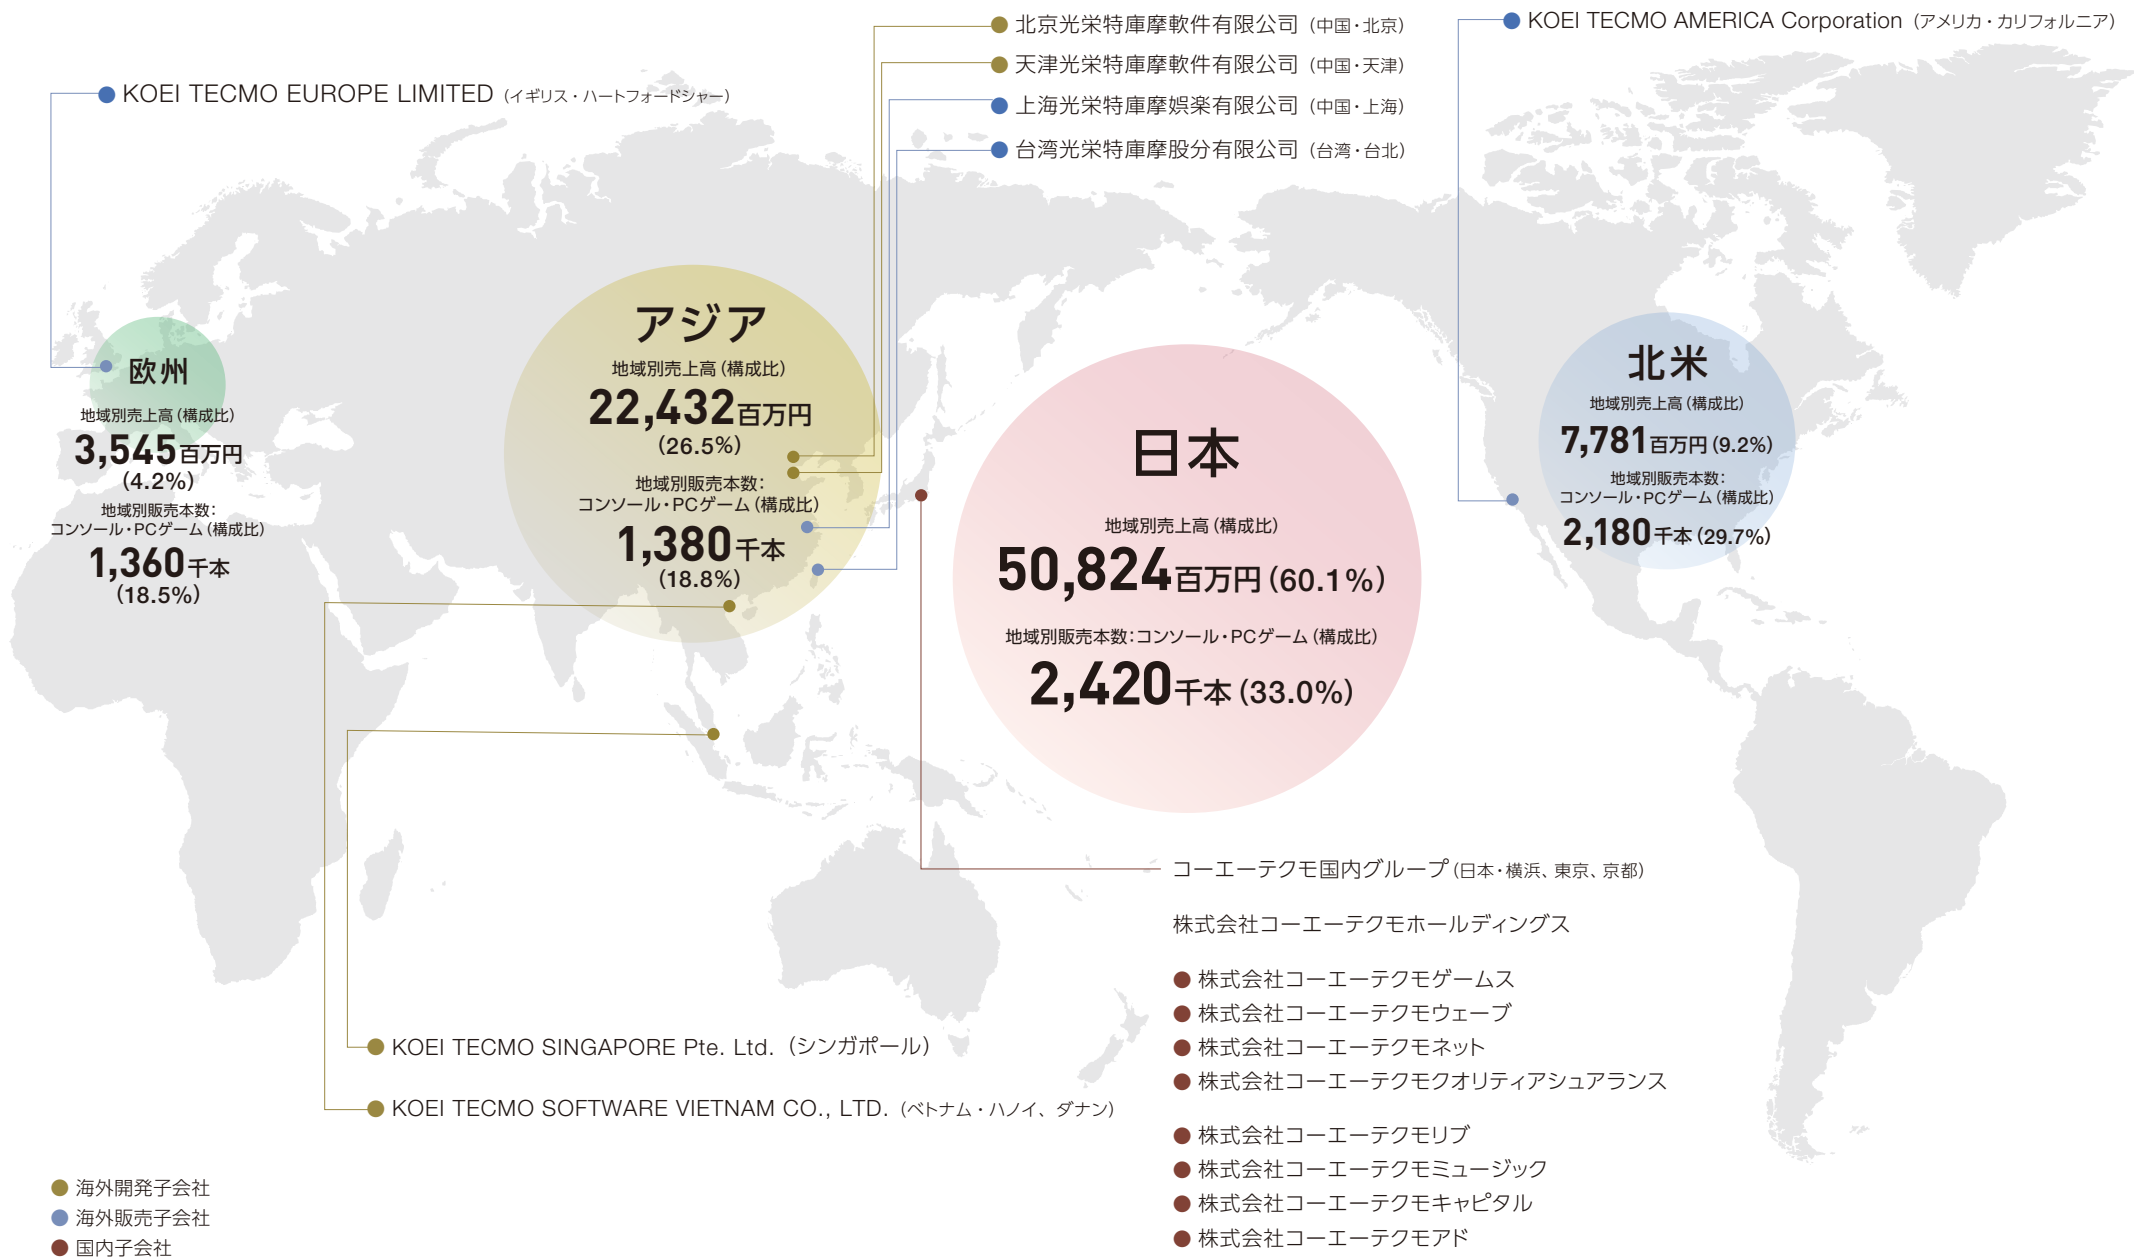 北京光栄特庫摩軟件有限公司（中国・北京）
天津光栄特庫摩軟件有限公司（中国・天津）
上海光栄特庫摩娯楽有限公司（中国・上海）
台湾光栄特庫摩股分有限公司（台湾・台北）
KOEI TECMO AMERICA Corporation（アメリカ・カリフォルニア）
KOEI TECMO EUROPE LIMITED（イギリス・ハートフォードシャー）
欧州
地域別売上高（構成比）
3,545百万円
（4.2%）
地域別販売本数：
コンソール・PCゲーム（構成比）
1,360千本
（18.5%）
アジア
地域別売上高（構成比）
22,432百万円
（26.5%）
地域別販売本数：
コンソール・PCゲーム（構成比）
1,380千本
（18.8%）
日本
地域別売上高（構成比）
50,824百万円（60.1%）
地域別販売本数：コンソール・PCゲーム（構成比）
2,420千本（33.0%）
北米
地域別売上高（構成比）
7,781百万円（9.2%）
地域別販売本数：
コンソール・PCゲーム（構成比）
2,180千本（29.7%）
コーエーテクモ国内グループ（日本・横浜、東京、京都）
株式会社コーエーテクモホールディングス
株式会社コーエーテクモゲームス
株式会社コーエーテクモウェーブ
株式会社コーエーテクモネット
株式会社コーエーテクモクオリティアシュアランス
株式会社コーエーテクモリブ
株式会社コーエーテクモミュージック
株式会社コーエーテクモキャピタル
株式会社コーエーテクモアド
KOEI TECMO SINGAPORE Pte. Ltd.（シンガポール）
KOEI TECMO SOFTWARE VIETNAM CO., LTD.（ベトナム・ハノイ、ダナン）
海外開発子会社
海外販売子会社
国内子会社